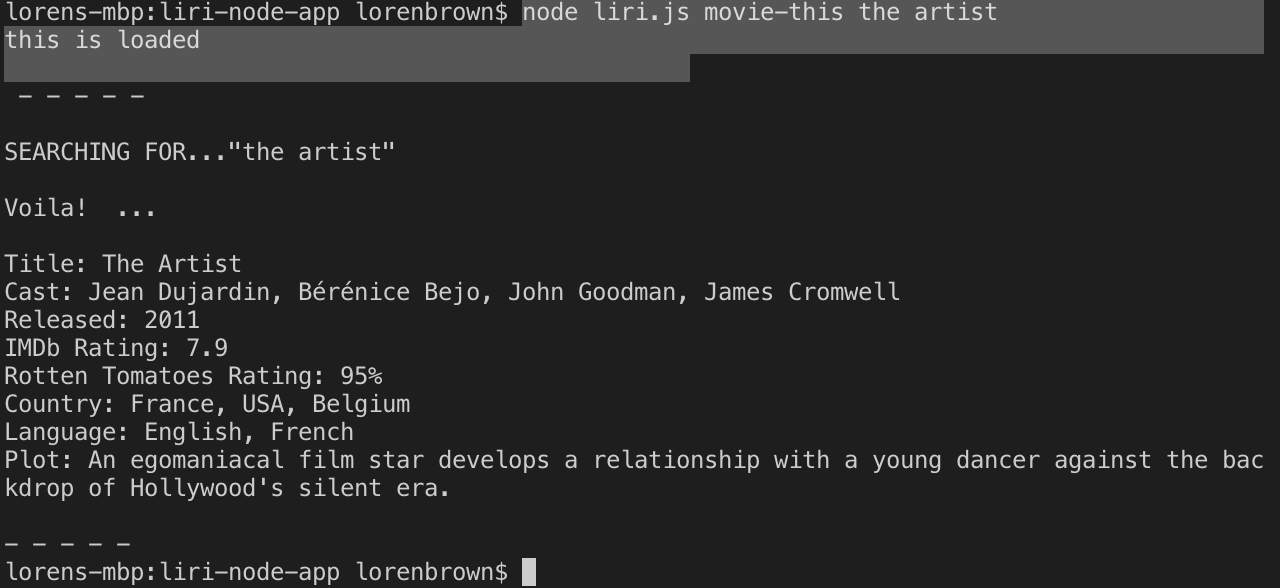 lorens-mbp:liri-node-app lorenbrown$ node liri.js movie-this the artist
this is loaded
 - - - - -
SEARCHING FOR..."the artist"
Voila!  ...
Title: The Artist
Cast: Jean Dujardin, Bérénice Bejo, John Goodman, James Cromwell
Released: 2011
IMDb Rating: 7.9
Rotten Tomatoes Rating: 95%
Country: France, USA, Belgium
Language: English, French
Plot: An egomaniacal film star develops a relationship with a young dancer against the bac
kdrop of Hollywood's silent era.
- - - - -
lorens-mbp:liri-node-app lorenbrown$